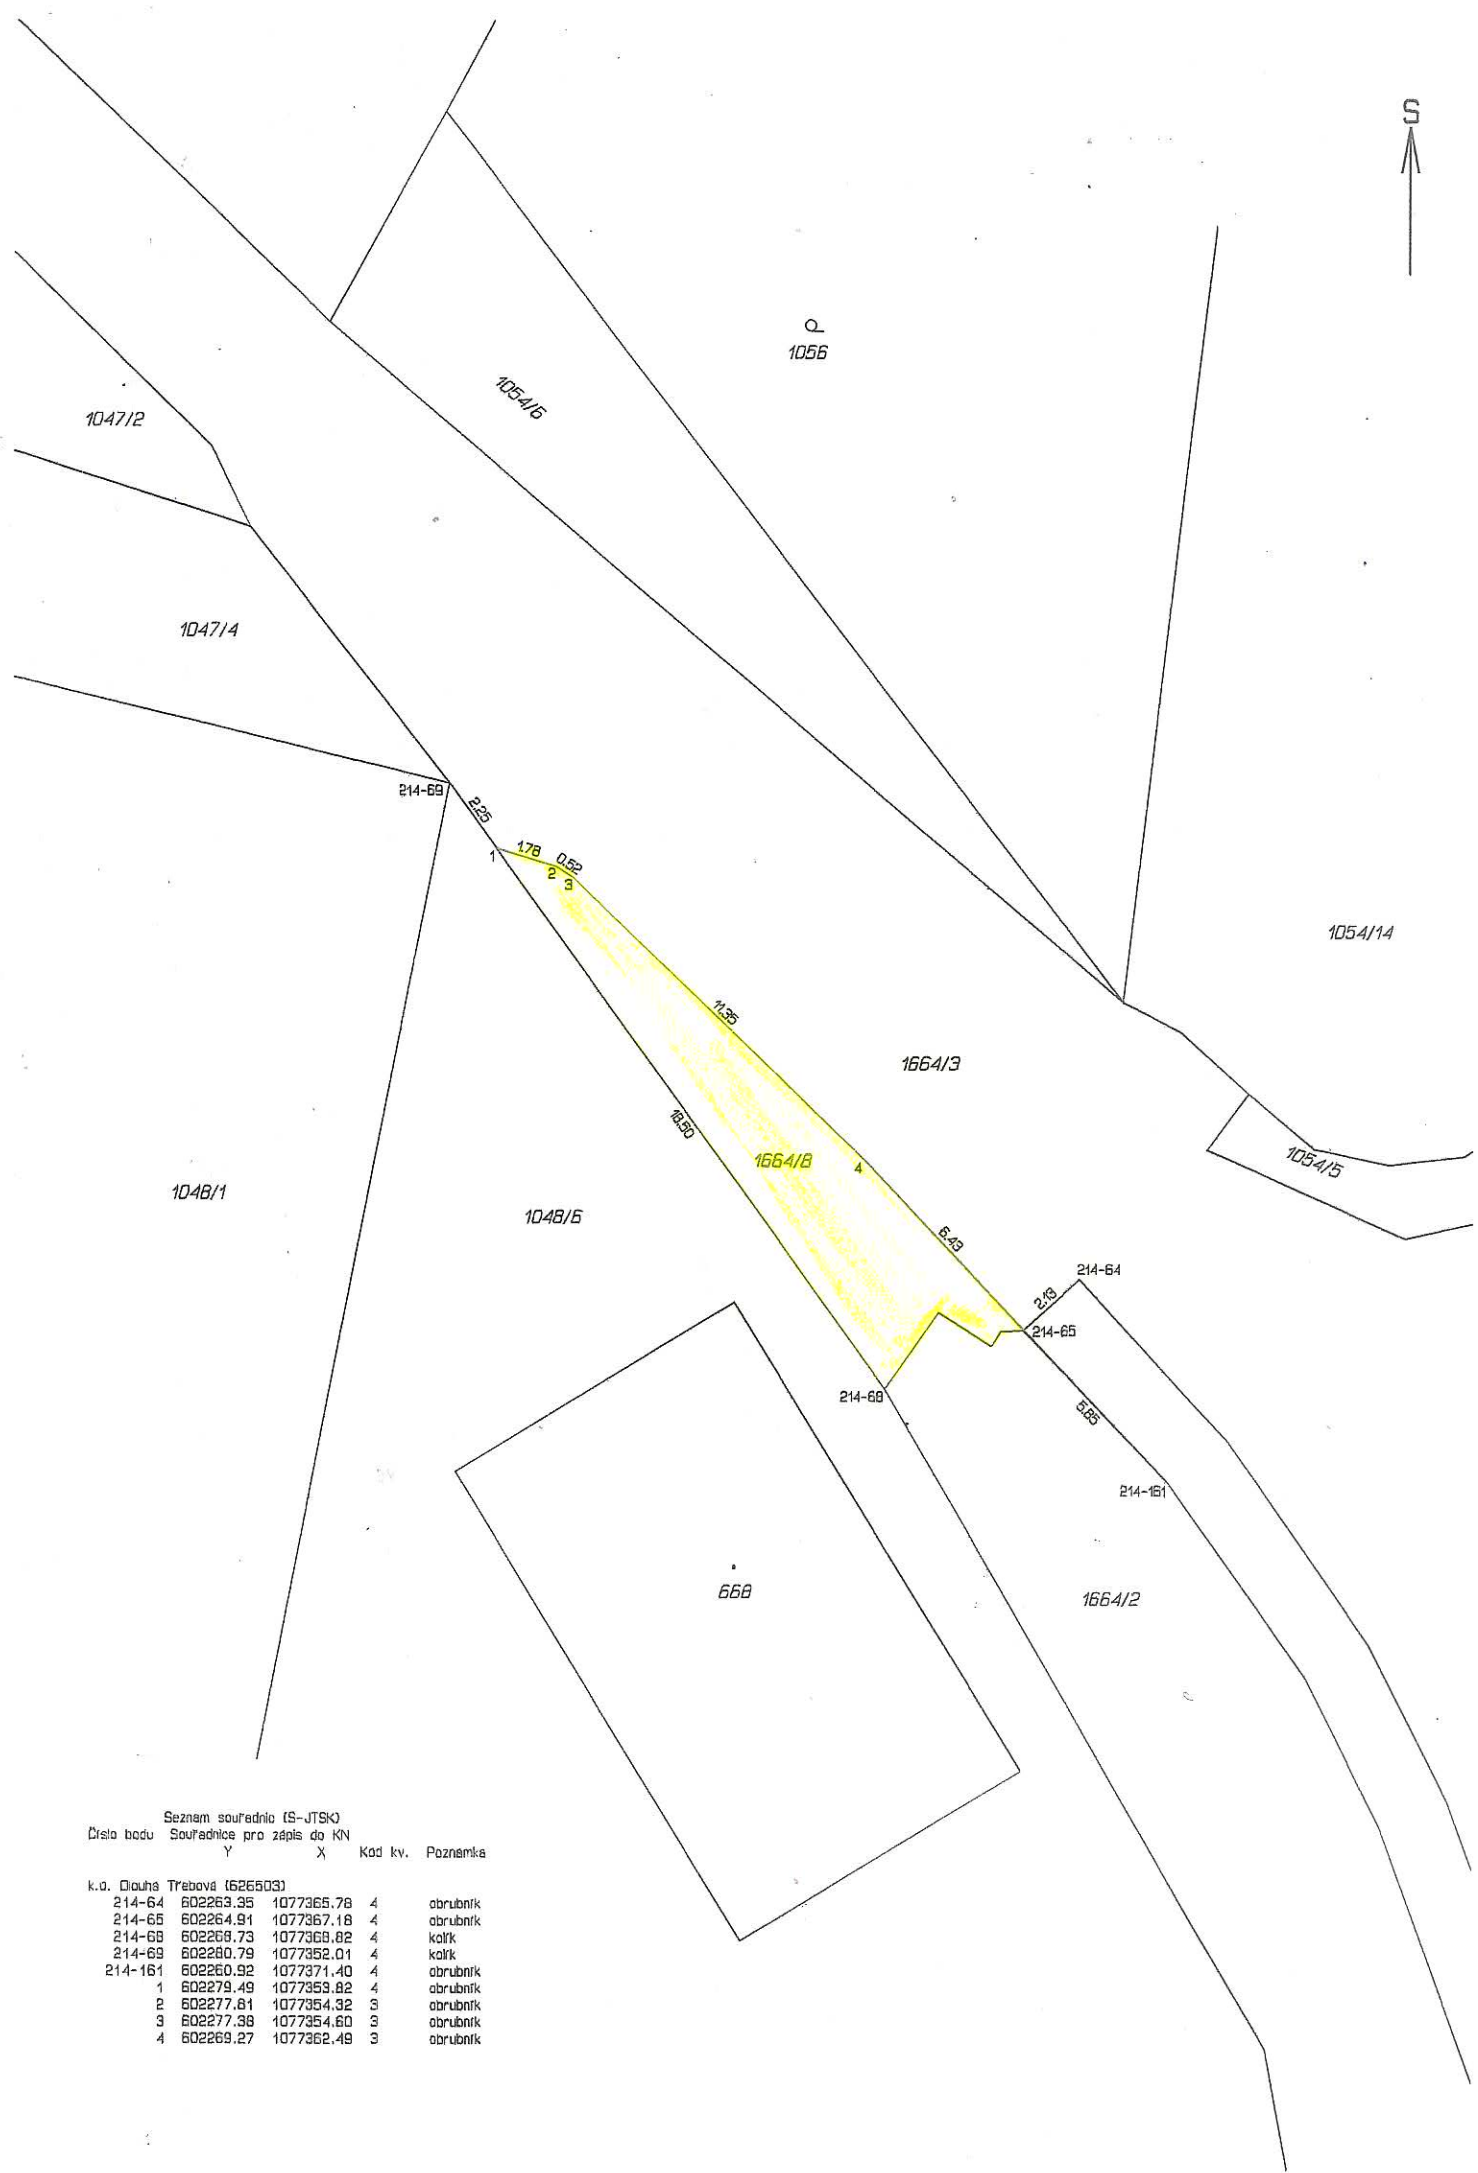 S
1056
1054/6
1047/2
1047/4
214-69
2.25
1
1.78
0.52
2
3
1054/14
11.35
1664/3
18.50
1664/8
4
1054/5
1048/1
1048/6
6.43
214-64
2.13
214-65
214-68
5.85
214-161
668
1664/2
Seznam souřadnic (S-JTSK)
Číslo bodu Souřadnice pro zápis do KN
Y X Kód kv. Poznámka
k.ú. Dlouhá Třebová (626503)
214-64 602263.35 1077365.78 4 obrubník
214-65 602264.91 1077367.18 4 obrubník
214-68 602268.73 1077368.82 4 kolík
214-69 602280.79 1077352.01 4 kolík
214-161 602260.92 1077371.40 4 obrubník
1 602279.49 1077353.82 4 obrubník
2 602277.81 1077354.32 3 obrubník
3 602277.38 1077354.60 3 obrubník
4 602269.27 1077362.49 3 obrubník